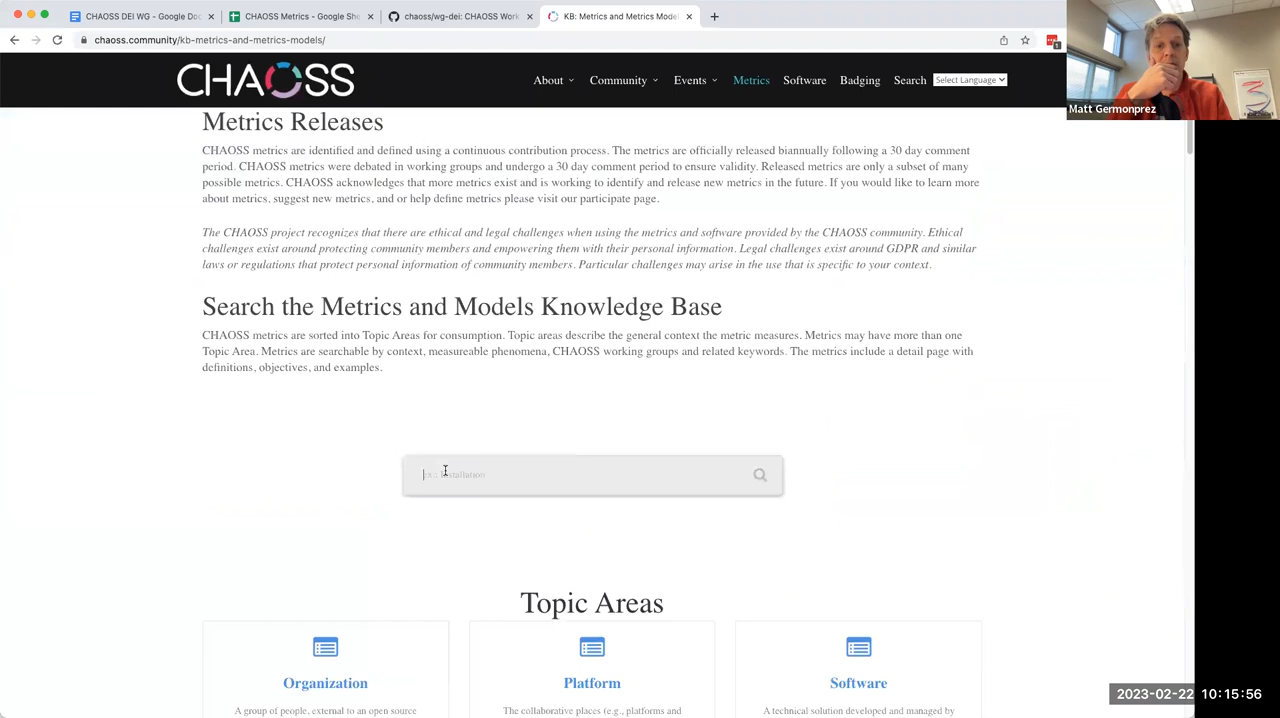 CHAOSS DEI WG - Google Doc
CHAOSS Metrics - Google She
chaoss/wg-dei: CHAOSS Work
KB: Metrics and Metrics Model
chaoss.community/kb-metrics-and-metrics-models/
CHAOSS
About
Community
Events
Metrics
Software
Badging
Search
Select Language
Matt Germonprez
Metrics Releases
CHAOSS metrics are identified and defined using a continuous contribution process. The metrics are officially released biannually following a 30 day comment
period. CHAOSS metrics were debated in working groups and undergo a 30 day comment period to ensure validity. Released metrics are only a subset of many
possible metrics. CHAOSS acknowledges that more metrics exist and is working to identify and release new metrics in the future. If you would like to learn more
about metrics, suggest new metrics, and or help define metrics please visit our participate page.
The CHAOSS project recognizes that there are ethical and legal challenges when using the metrics and software provided by the CHAOSS community. Ethical
challenges exist around protecting community members and empowering them with their personal information. Legal challenges exist around GDPR and similar
laws or regulations that protect personal information of community members. Particular challenges may arise in the use that is specific to your context.
Search the Metrics and Models Knowledge Base
CHAOSS metrics are sorted into Topic Areas for consumption. Topic areas describe the general context the metric measures. Metrics may have more than one
Topic Area. Metrics are searchable by context, measureable phenomena, CHAOSS working groups and related keywords. The metrics include a detail page with
definitions, objectives, and examples.
Topic Areas
Organization
Platform
Software
A group of people, external to an open source
The collaborative places (e.g., platforms and
A technical solution developed and managed by
2023-02-22 10:15:56